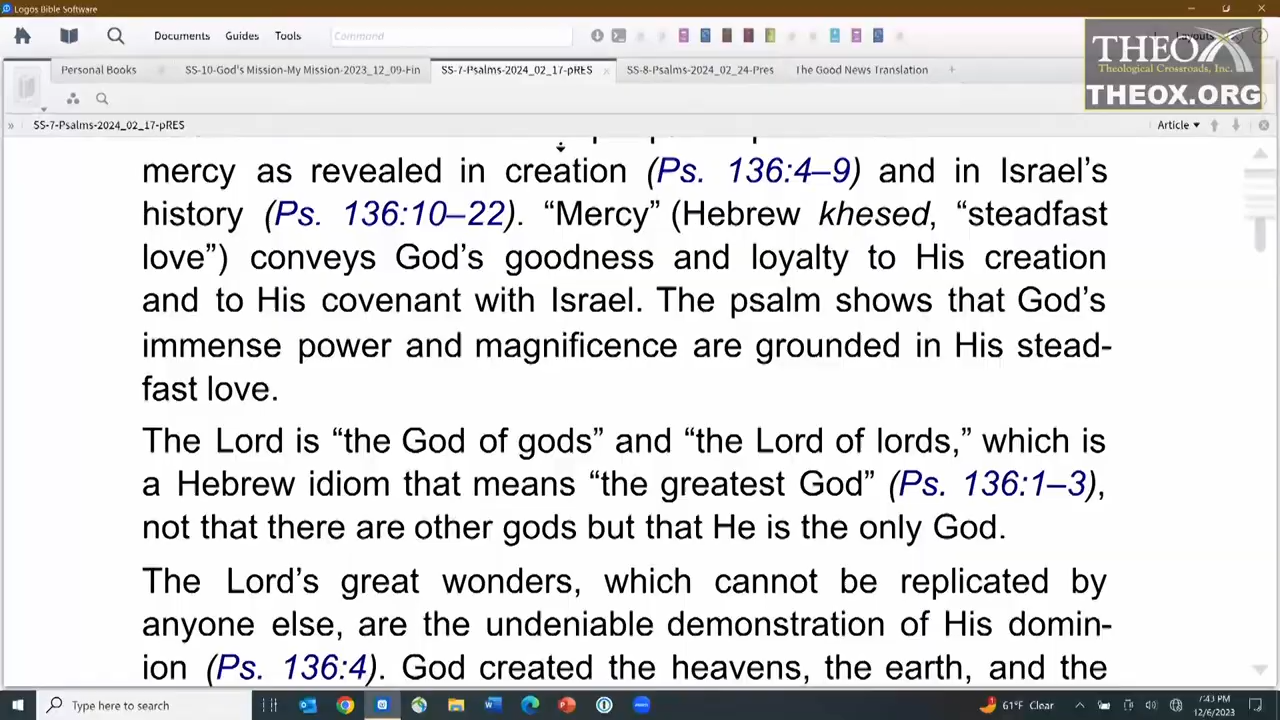 Logos Bible Software
Documents Guides Tools Command Layouts
THEOX
Theological Crossroads, Inc.
THEOX.ORG
Personal Books SS-10-God's Mission-My Mission-2023_12_09-Fin SS-7-Psalms-2024_02_17-pRES SS-8-Psalms-2024_02_24-Pres The Good News Translation
SS-7-Psalms-2024_02_17-pRES Article
mercy as revealed in creation (Ps. 136:4–9) and in Israel’s
history (Ps. 136:10–22). “Mercy” (Hebrew khesed, “steadfast
love”) conveys God’s goodness and loyalty to His creation
and to His covenant with Israel. The psalm shows that God’s
immense power and magnificence are grounded in His stead-
fast love.
The Lord is “the God of gods” and “the Lord of lords,” which is
a Hebrew idiom that means “the greatest God” (Ps. 136:1–3),
not that there are other gods but that He is the only God.
The Lord’s great wonders, which cannot be replicated by
anyone else, are the undeniable demonstration of His domin-
ion (Ps. 136:4). God created the heavens, the earth, and the
Type here to search
61°F Clear
7:43 PM
12/6/2023